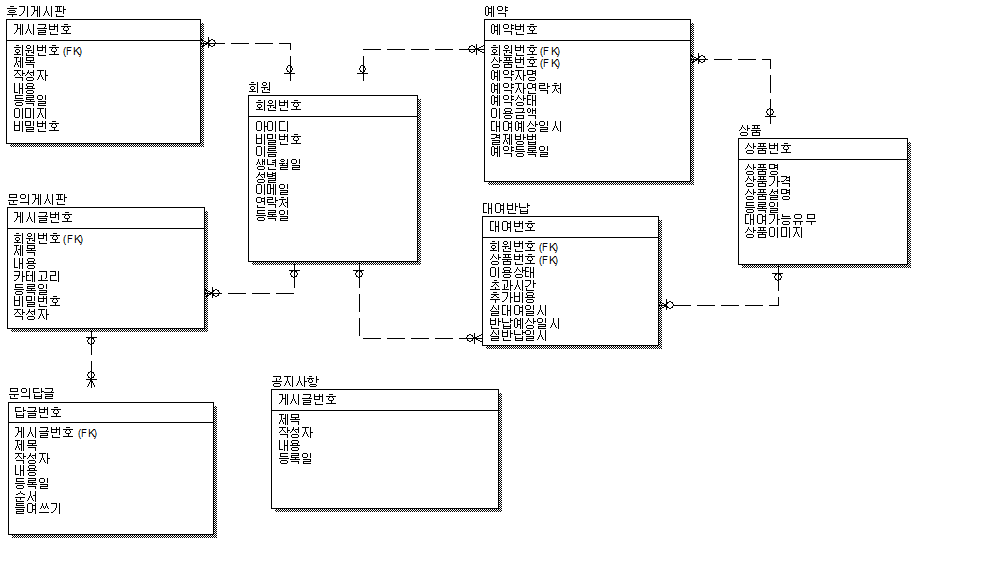 후기게시판
게시글번호
회원번호 (FK)
제목
작성자
내용
등록일
이미지
비밀번호
예약
예약번호
회원번호 (FK)
상품번호 (FK)
예약자명
예약자연락처
예약상태
이용금액
대여예상일시
결제방법
예약등록일
회원
회원번호
아이디
비밀번호
이름
생년월일
성별
이메일
연락처
등록일
상품
상품번호
상품명
상품가격
상품설명
등록일
대여가능유무
상품이미지
문의게시판
게시글번호
회원번호 (FK)
제목
내용
카테고리
등록일
비밀번호
작성자
대여반납
대여번호
회원번호 (FK)
상품번호 (FK)
이용상태
초과시간
추가비용
실대여일시
반납예상일시
실반납일시
문의답글
답글번호
게시글번호 (FK)
제목
작성자
내용
등록일
순서
들여쓰기
공지사항
게시글번호
제목
작성자
내용
등록일